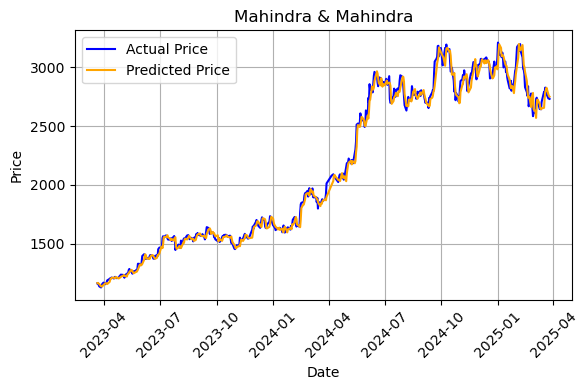 Mahindra & Mahindra
Actual Price
Predicted Price
3000
2500
2000
1500
Price
2023-04
2023-07
2023-10
2024-01
2024-04
2024-07
2024-10
2025-01
2025-04
Date